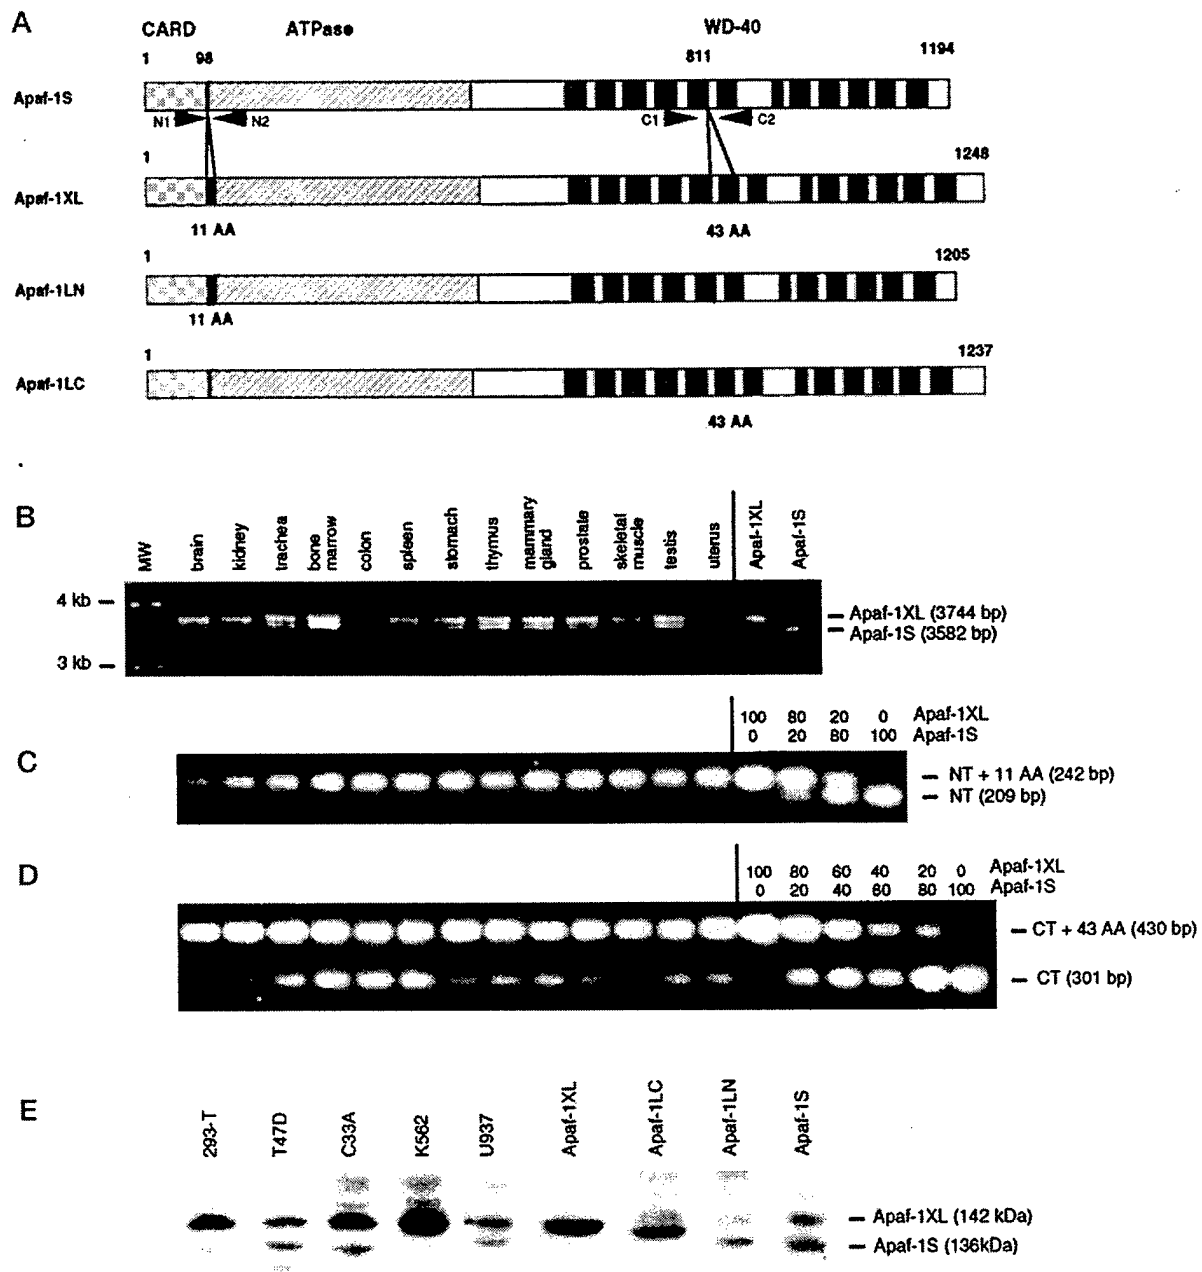 A
CARD ATPase WD-40
1 98 811 1194
Apaf-1S
N1 N2 C1 C2
1 1248
Apaf-1XL
11 AA 43 AA
1 1205
Apaf-1LN
11 AA
1 1237
Apaf-1LC
43 AA
B
MW brain kidney trachea bone marrow colon spleen stomach thymus mammary gland prostate skeletal muscle testis uterus Apaf-1XL Apaf-1S
4 kb
Apaf-1XL (3744 bp)
Apaf-1S (3582 bp)
3 kb
100 80 20 0 Apaf-1XL
0 20 80 100 Apaf-1S
C
NT + 11 AA (242 bp)
NT (209 bp)
D
100 80 60 40 20 0 Apaf-1XL
0 20 40 60 80 100 Apaf-1S
CT + 43 AA (430 bp)
CT (301 bp)
E
293-T T47D C33A K562 U937 Apaf-1XL Apaf-1LC Apaf-1LN Apaf-1S
Apaf-1XL (142 kDa)
Apaf-1S (136kDa)